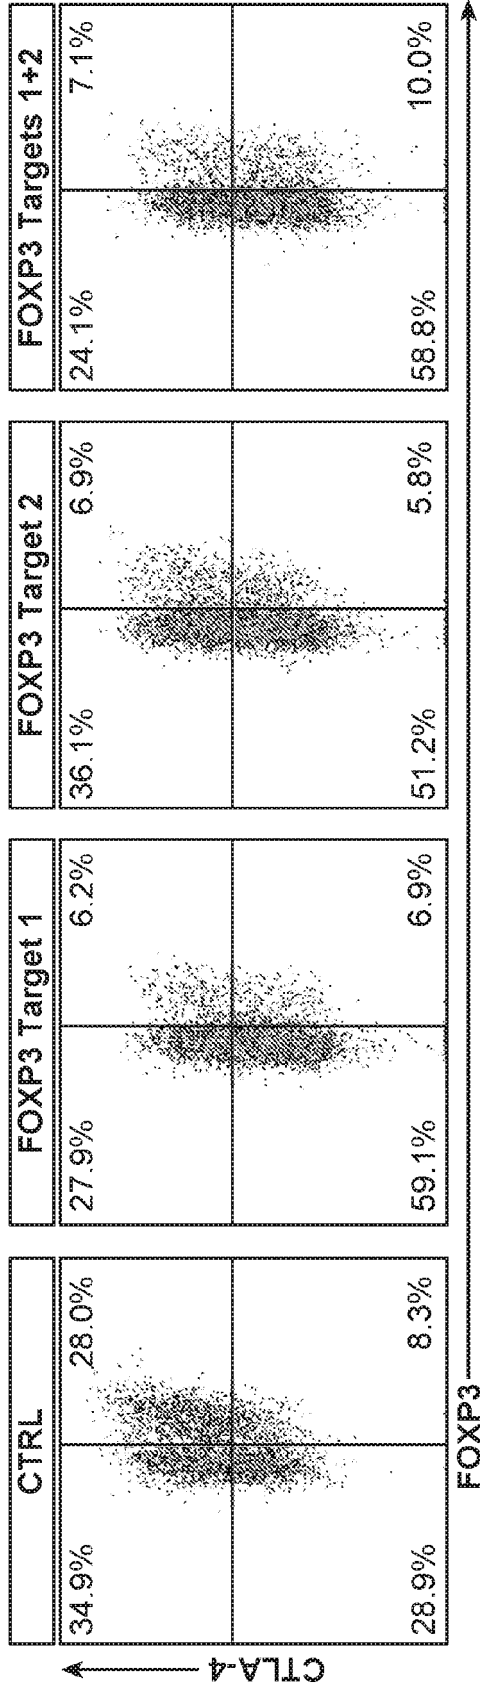 CTRL
34.9%
28.0%
28.9%
8.3%
FOXP3 Target 1
27.9%
6.2%
59.1%
6.9%
FOXP3 Target 2
36.1%
6.9%
51.2%
5.8%
FOXP3 Targets 1+2
24.1%
7.1%
58.8%
10.0%
CTLA-4
FOXP3